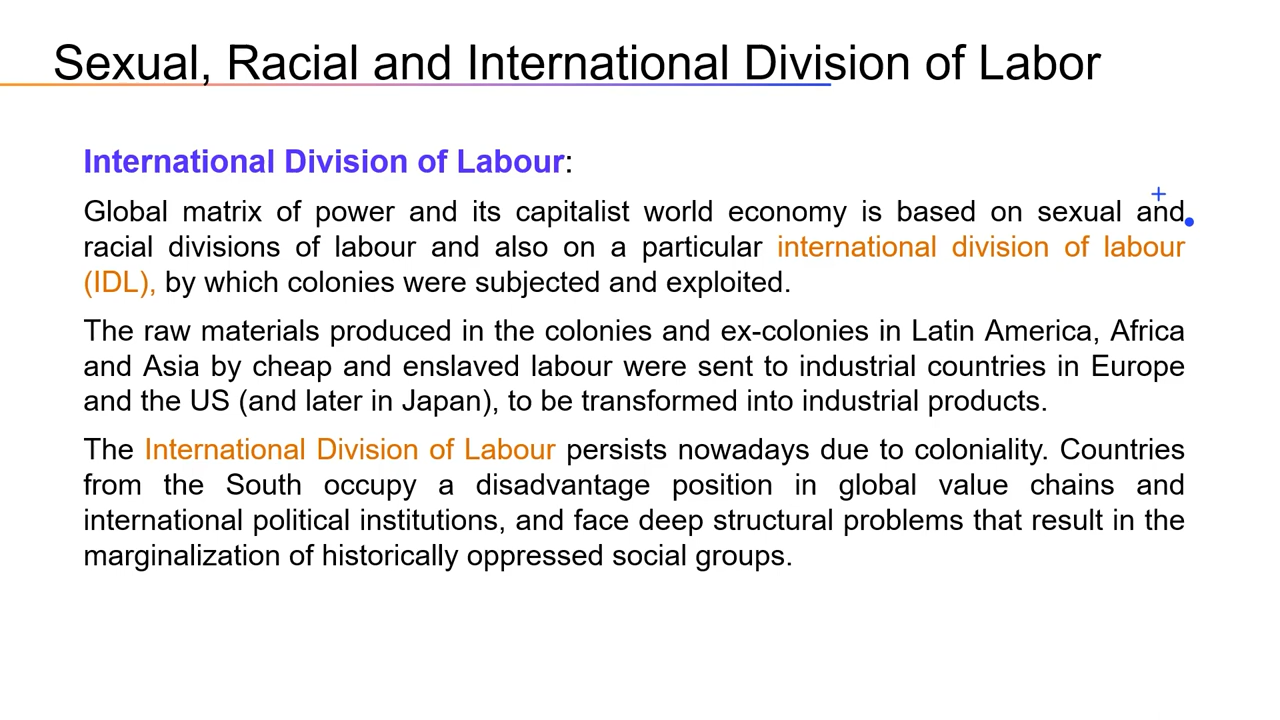 Sexual, Racial and International Division of Labor
International Division of Labour:
Global matrix of power and its capitalist world economy is based on sexual and
racial divisions of labour and also on a particular international division of labour
(IDL), by which colonies were subjected and exploited.
The raw materials produced in the colonies and ex-colonies in Latin America, Africa
and Asia by cheap and enslaved labour were sent to industrial countries in Europe
and the US (and later in Japan), to be transformed into industrial products.
The International Division of Labour persists nowadays due to coloniality. Countries
from the South occupy a disadvantage position in global value chains and
international political institutions, and face deep structural problems that result in the
marginalization of historically oppressed social groups.